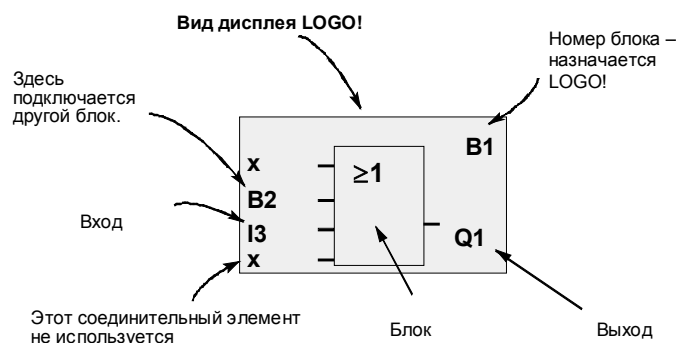 Вид дисплея LOGO!
Номер блока –
назначается
LOGO!
Здесь
подключается
другой блок.
B1
x
≥1
B2
Вход
I3
Q1
x
Этот соединительный элемент
не используется
Блок
Выход